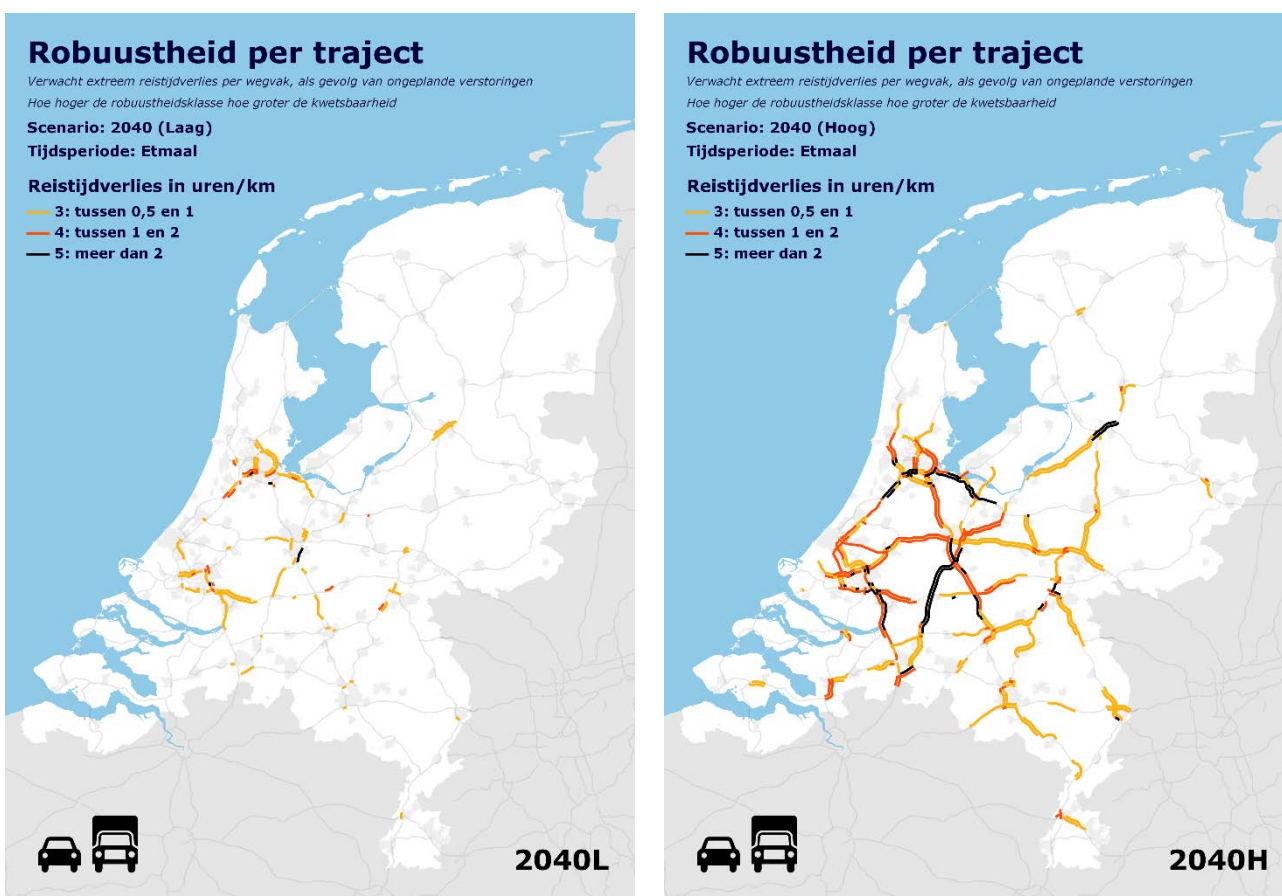 Robuustheid per traject
Verwacht extreem reistijdverlies per wegvak, als gevolg van ongeplande verstoringen
Hoe hoger de robuustheidsklasse hoe groter de kwetsbaarheid
Scenario: 2040 (Laag)
Tijdsperiode: Etmaal
Reistijdverlies in uren/km
3: tussen 0,5 en 1
4: tussen 1 en 2
5: meer dan 2
2040L
Robuustheid per traject
Verwacht extreem reistijdverlies per wegvak, als gevolg van ongeplande verstoringen
Hoe hoger de robuustheidsklasse hoe groter de kwetsbaarheid
Scenario: 2040 (Hoog)
Tijdsperiode: Etmaal
Reistijdverlies in uren/km
3: tussen 0,5 en 1
4: tussen 1 en 2
5: meer dan 2
2040H